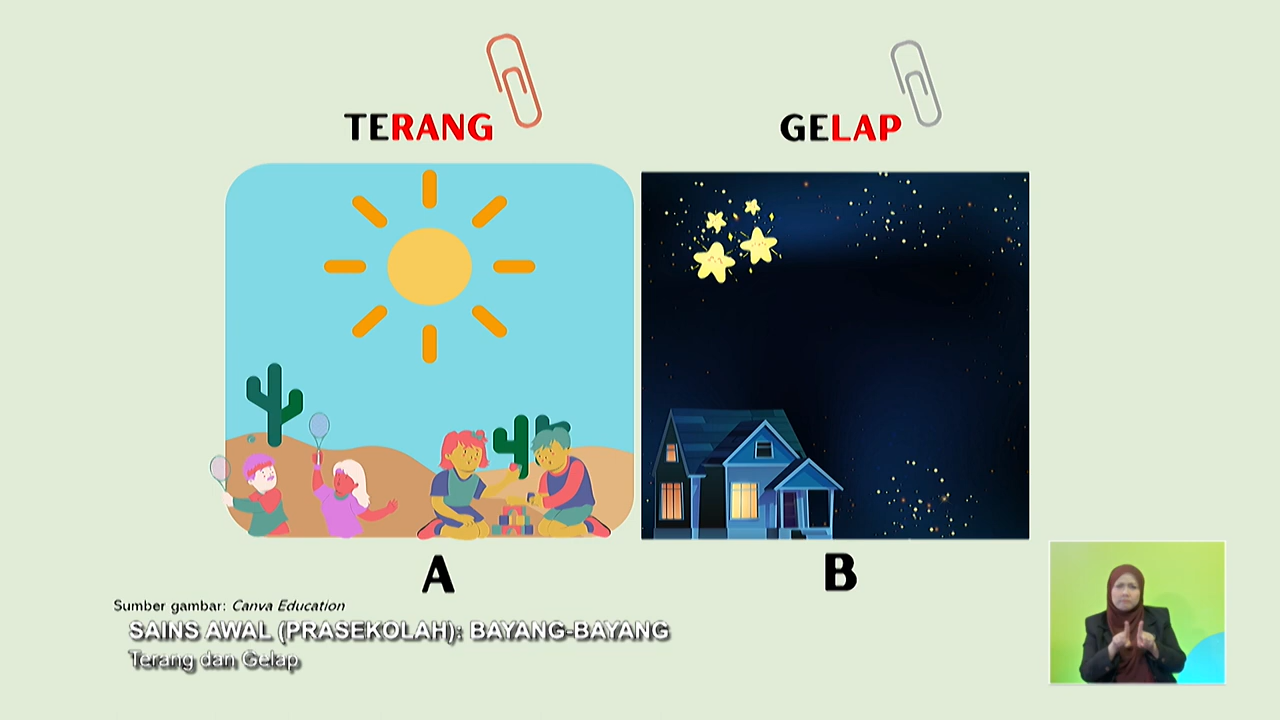 TERANG
GELAP
A
B
Sumber gambar: Canva Education
SAINS AWAL (PRASEKOLAH): BAYANG-BAYANG
Terang dan Gelap